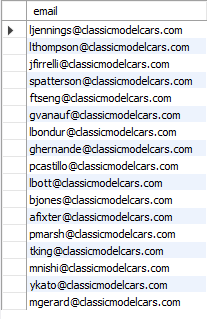 email
ljennings@classicmodelcars.com
lthompson@classicmodelcars.com
jfirrelli@classicmodelcars.com
spatterson@classicmodelcars.com
ftseng@classicmodelcars.com
gvanauf@classicmodelcars.com
lbondur@classicmodelcars.com
ghernande@classicmodelcars.com
pcastillo@classicmodelcars.com
lbott@classicmodelcars.com
bjones@classicmodelcars.com
afixter@classicmodelcars.com
pmarsh@classicmodelcars.com
tking@classicmodelcars.com
mnishi@classicmodelcars.com
ykato@classicmodelcars.com
mgerard@classicmodelcars.com